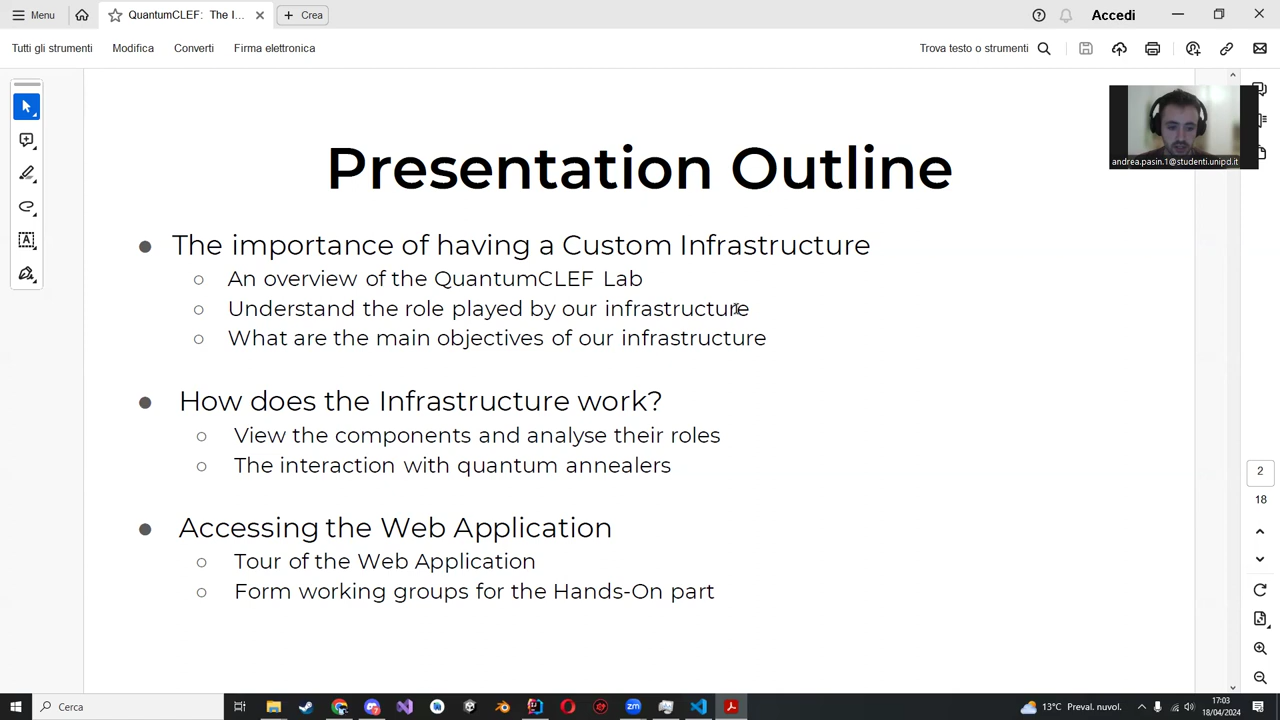 Menu
QuantumCLEF: The I...
Crea
Accedi
Tutti gli strumenti
Modifica
Converti
Firma elettronica
Trova testo o strumenti
andrea.pasin.1@studenti.unipd.it
Presentation Outline
The importance of having a Custom Infrastructure
An overview of the QuantumCLEF Lab
Understand the role played by our infrastructure
What are the main objectives of our infrastructure
How does the Infrastructure work?
View the components and analyse their roles
The interaction with quantum annealers
Accessing the Web Application
Tour of the Web Application
Form working groups for the Hands-On part
2
18
Cerca
zm
13°C Preval. nuvol.
17:03
18/04/2024